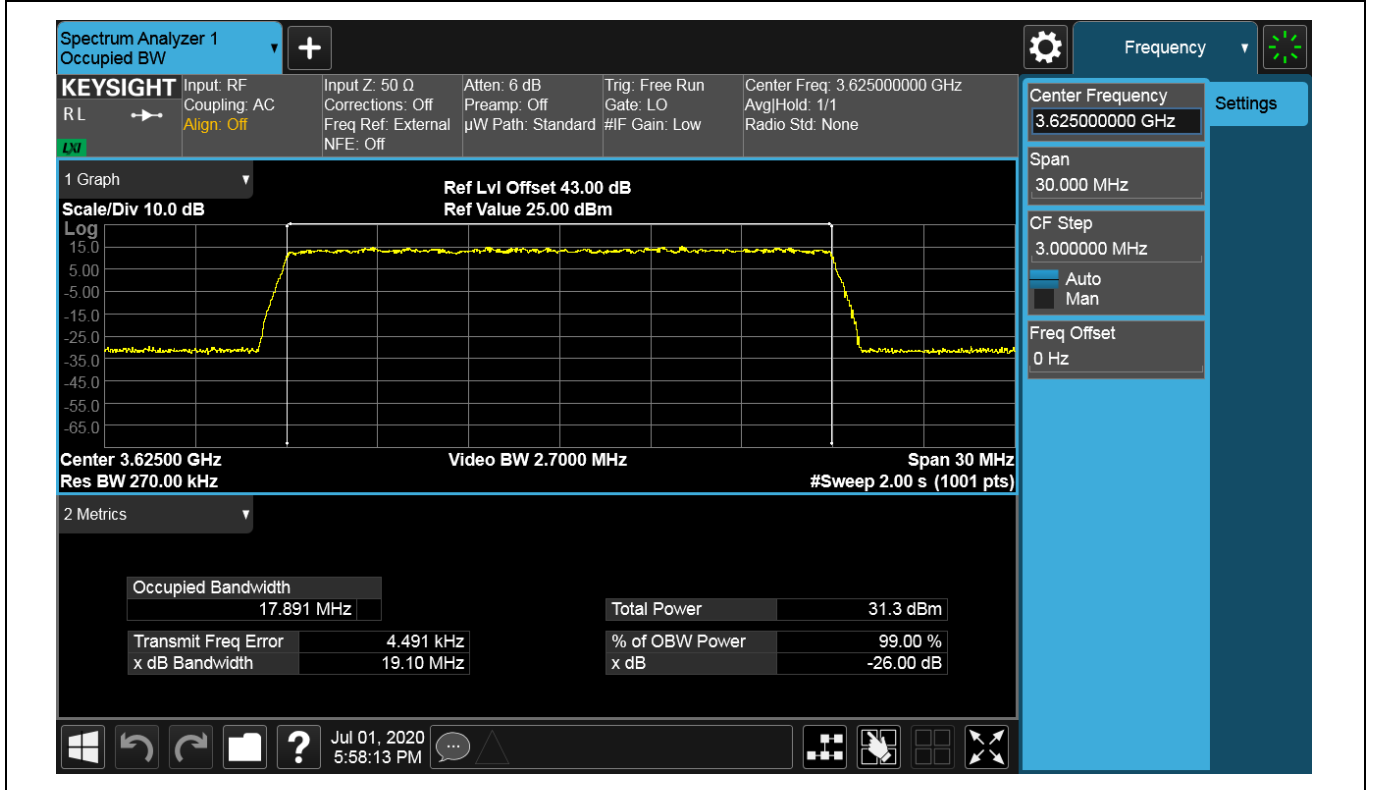 Spectrum Analyzer 1
Occupied BW
Frequency
KEYSIGHT
R L
LXI
Input: RF
Coupling: AC
Align: Off
Input Z: 50 Ω
Corrections: Off
Freq Ref: External
NFE: Off
Atten: 6 dB
Preamp: Off
µW Path: Standard
Trig: Free Run
Gate: LO
#IF Gain: Low
Center Freq: 3.625000000 GHz
Avg|Hold: 1/1
Radio Std: None
Center Frequency
3.625000000 GHz
Settings
Span
30.000 MHz
CF Step
3.000000 MHz
Auto
Man
Freq Offset
0 Hz
1 Graph
Scale/Div 10.0 dB
Ref Lvl Offset 43.00 dB
Ref Value 25.00 dBm
Log
15.0
5.00
-5.00
-15.0
-25.0
-35.0
-45.0
-55.0
-65.0
Center 3.62500 GHz
Res BW 270.00 kHz
Video BW 2.7000 MHz
Span 30 MHz
#Sweep 2.00 s (1001 pts)
2 Metrics
Occupied Bandwidth
17.891 MHz
Total Power 31.3 dBm
Transmit Freq Error 4.491 kHz
% of OBW Power 99.00 %
x dB Bandwidth 19.10 MHz
x dB -26.00 dB
?
Jul 01, 2020
5:58:13 PM